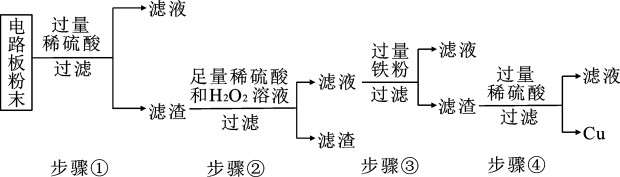 电路板粉末
过量
稀硫酸
过滤
滤液
滤渣
足量稀硫酸
和H₂O₂溶液
过滤
滤液
滤渣
过量
铁粉
过滤
滤液
滤渣
过量
稀硫酸
过滤
滤液
Cu
步骤①
步骤②
步骤③
步骤④